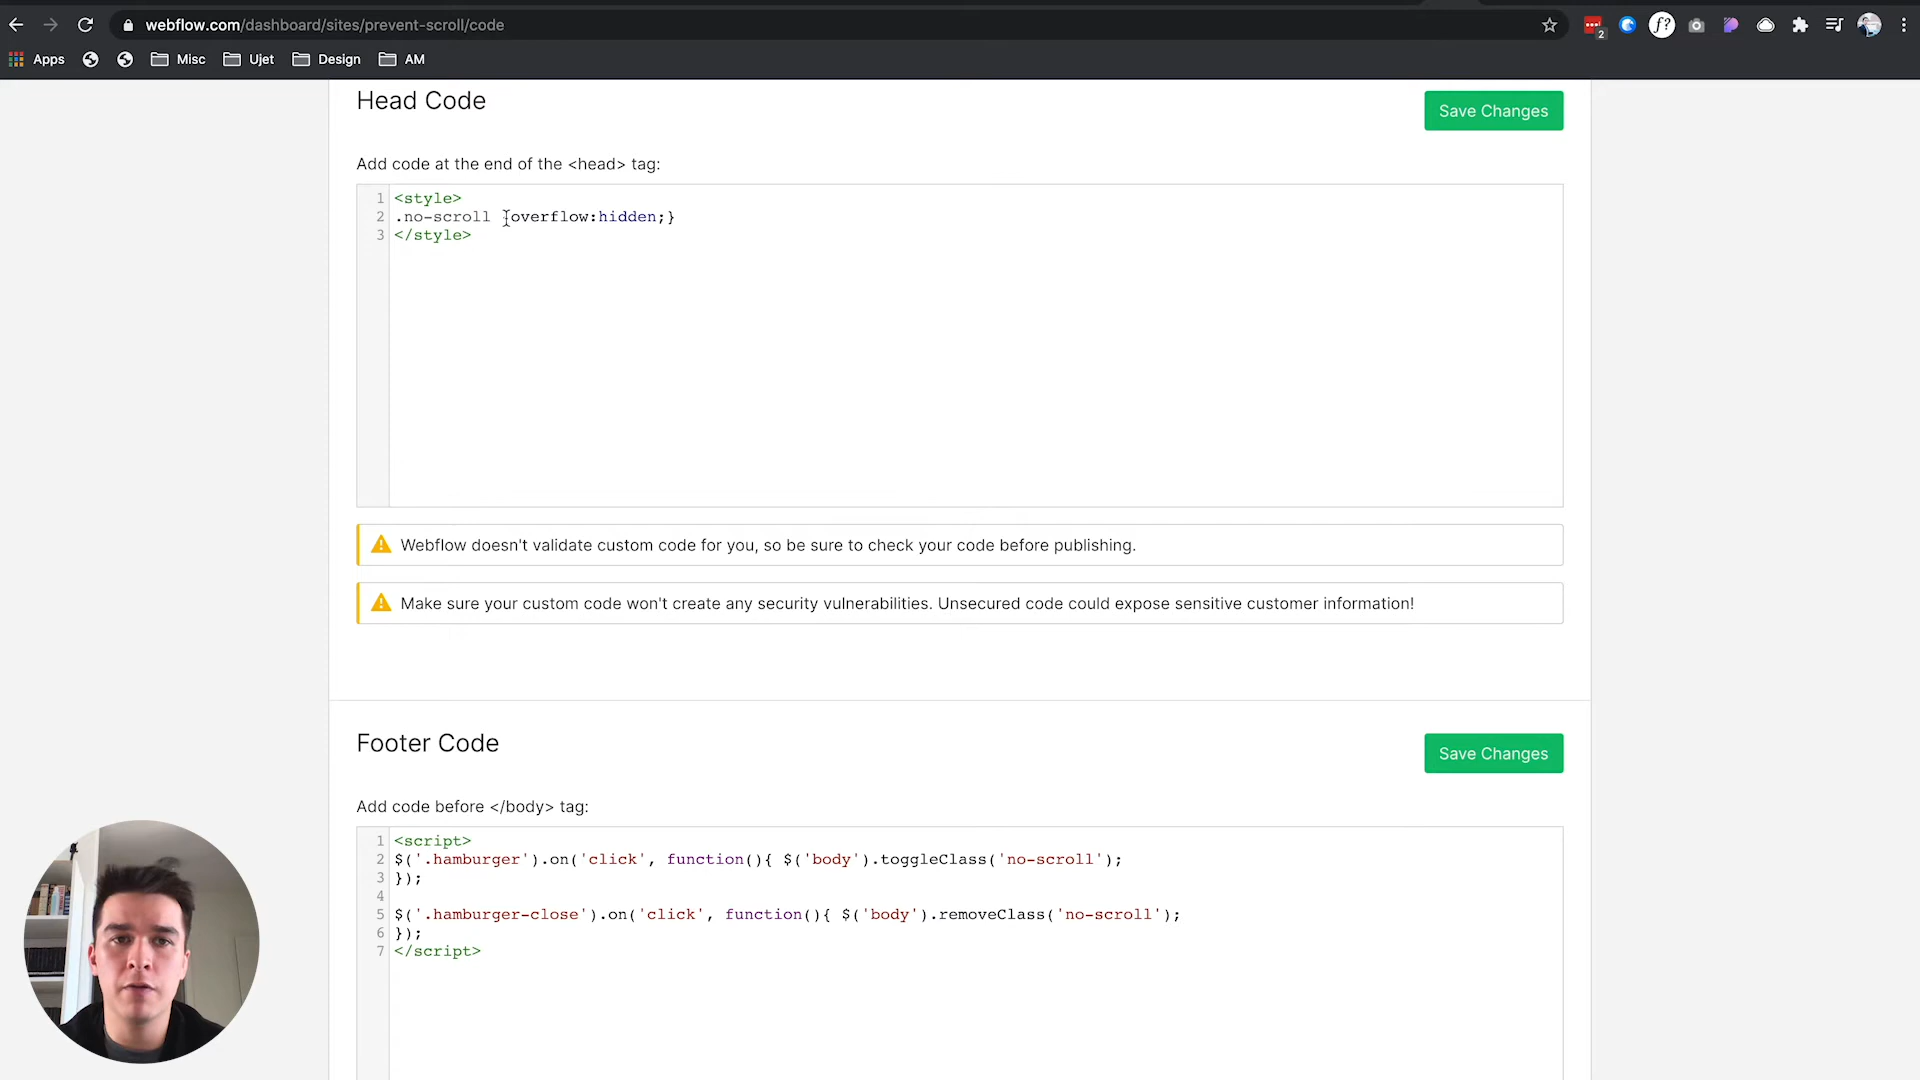 webflow.com/dashboard/sites/prevent-scroll/code
2
Apps
Misc
Ujet
Design
AM
Head Code
Save Changes
Add code at the end of the <head> tag:
1 <style>
2 .no-scroll overflow:hidden;}
3 </style>
Webflow doesn't validate custom code for you, so be sure to check your code before publishing.
Make sure your custom code won't create any security vulnerabilities. Unsecured code could expose sensitive customer information!
Footer Code
Save Changes
Add code before </body> tag:
1 <script>
2 $('.hamburger').on('click', function(){ $('body').toggleClass('no-scroll');
3 });
4
5 $('.hamburger-close').on('click', function(){ $('body').removeClass('no-scroll');
6 });
7 </script>